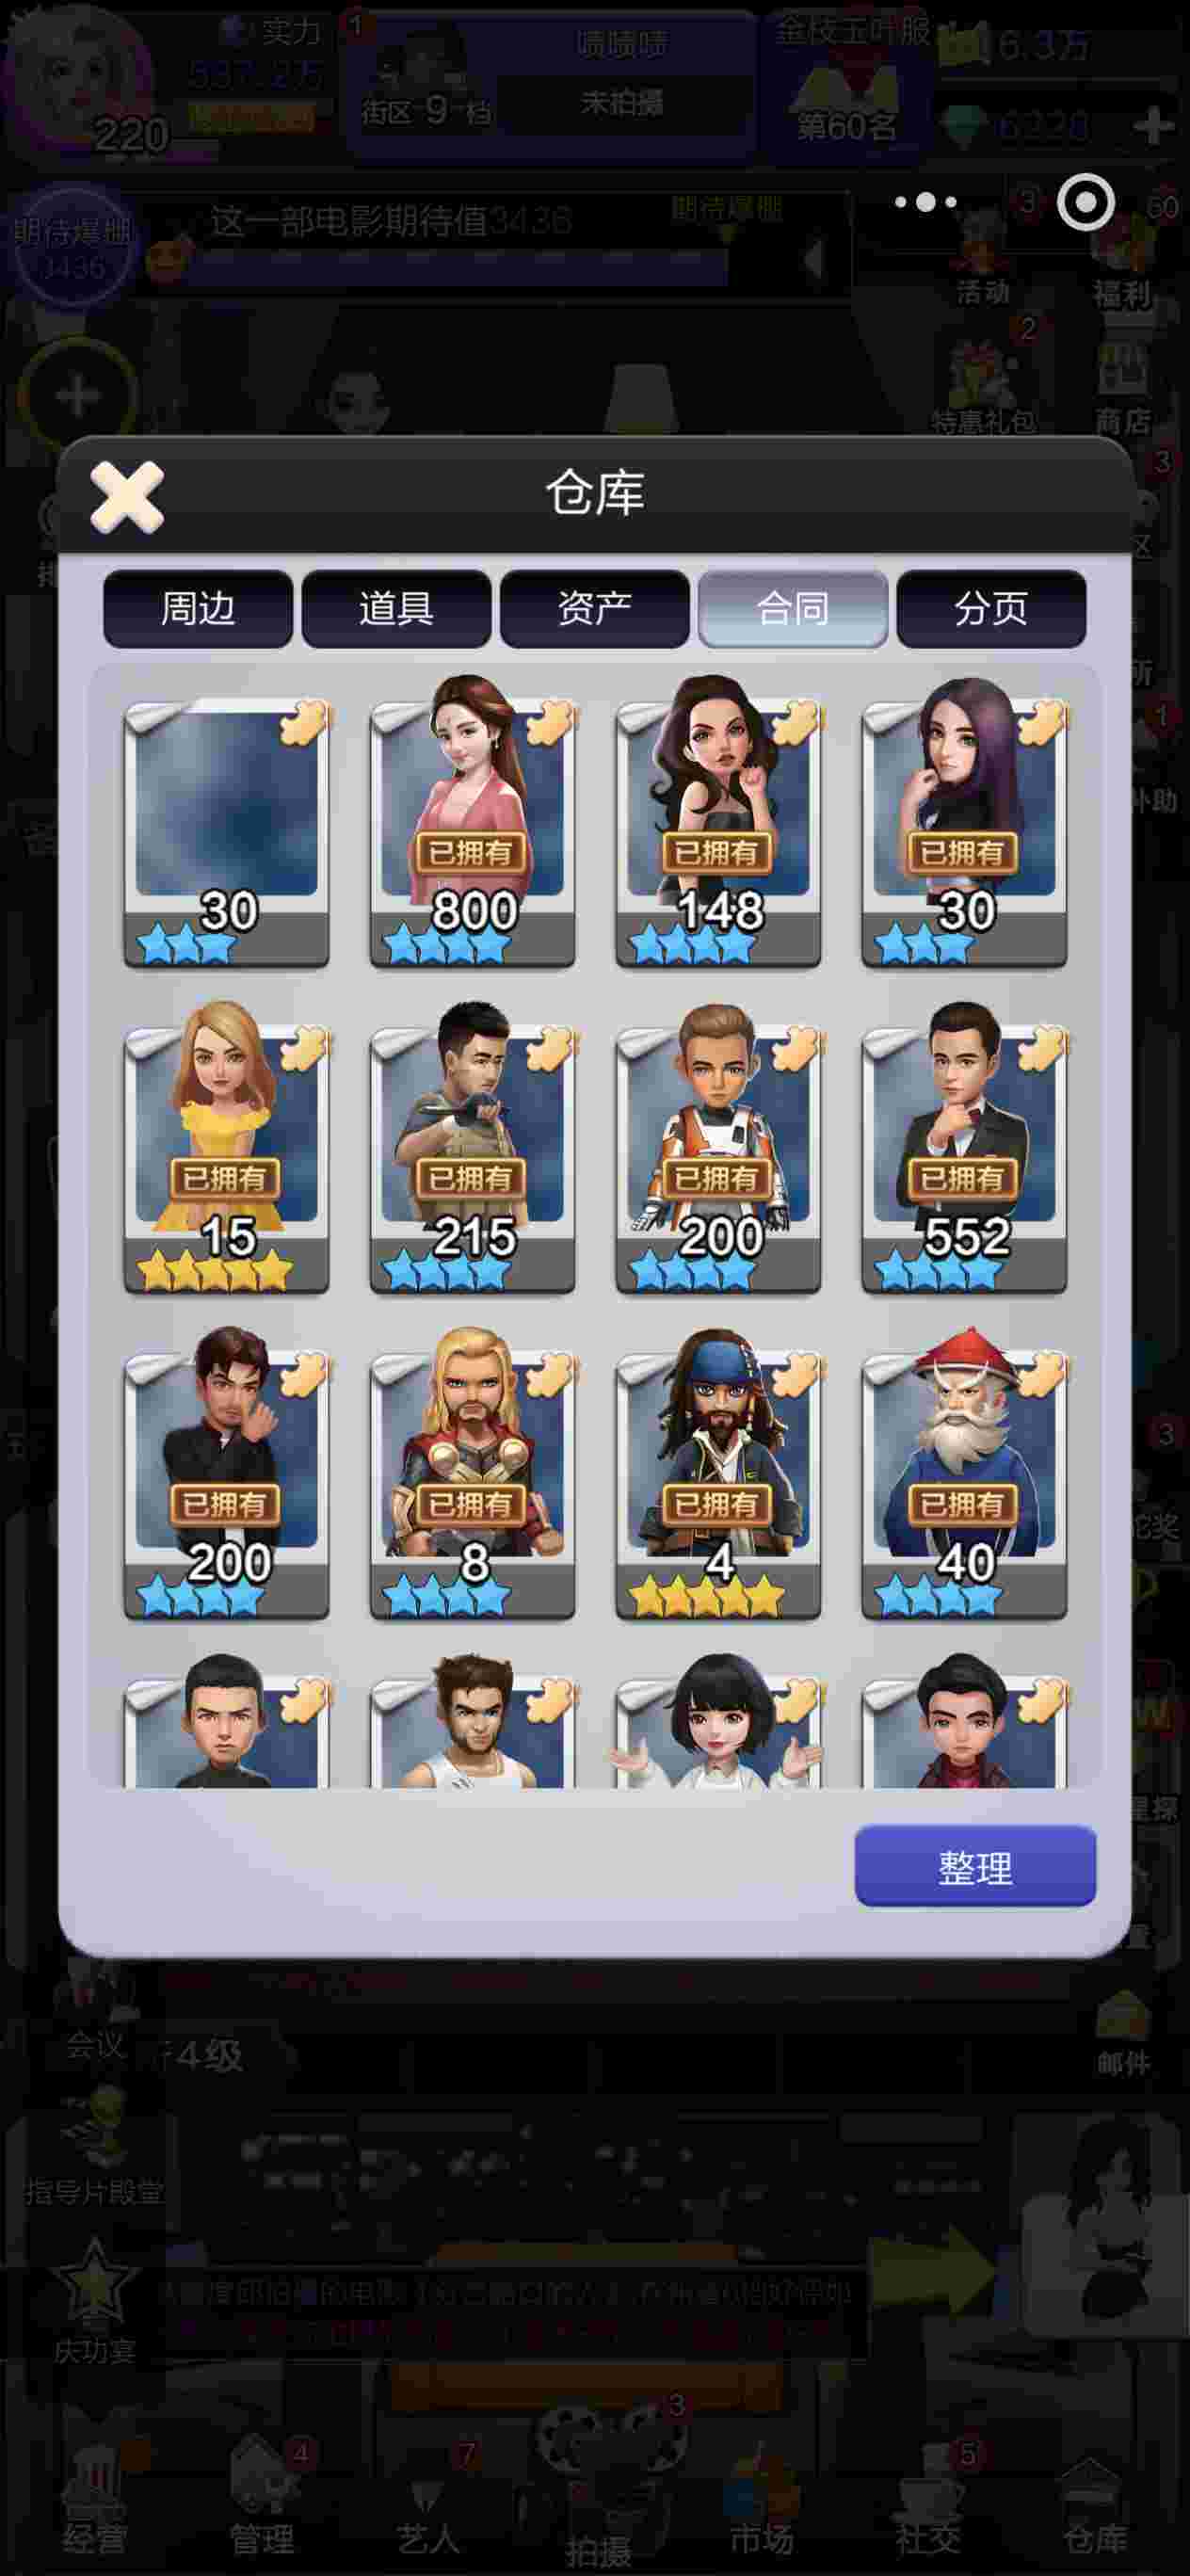 实力
1
啧啧啧
金枝玉叶服
6.3万
537.2万
街区 9 档
未拍摄
220
第60名
6228
期待爆棚
3436
这一部电影期待值3436
期待爆棚
3
60
活动
福利
2
特惠礼包
商店
仓库
3
周边
道具
资产
合同
分页
30
已拥有
800
已拥有
148
已拥有
30
1
补助
已拥有
15
已拥有
215
已拥有
200
已拥有
552
已拥有
200
已拥有
8
已拥有
4
已拥有
40
3
星探
整理
会议
4级
邮件
指导片殿堂
庆功宴
3
4
7
5
经营
管理
艺人
拍摄
市场
社交
仓库